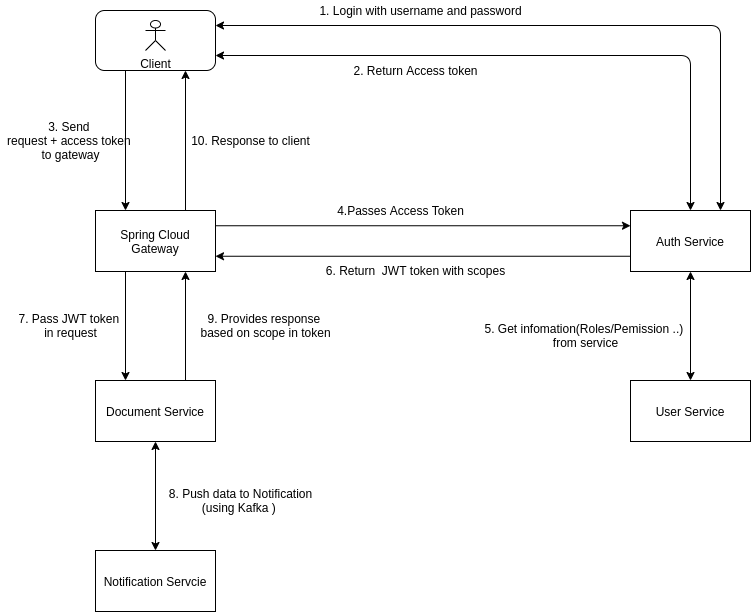 1. Login with username and password
Client
2. Return Access token
3. Send
request + access token
to gateway
10. Response to client
4.Passes Access Token
Spring Cloud
Gateway
Auth Service
6. Return  JWT token with scopes
7. Pass JWT token
in request
9. Provides response
based on scope in token
5. Get infomation(Roles/Pemission ..)
from service
Document Service
User Service
8. Push data to Notification
(using Kafka )
Notification Servcie